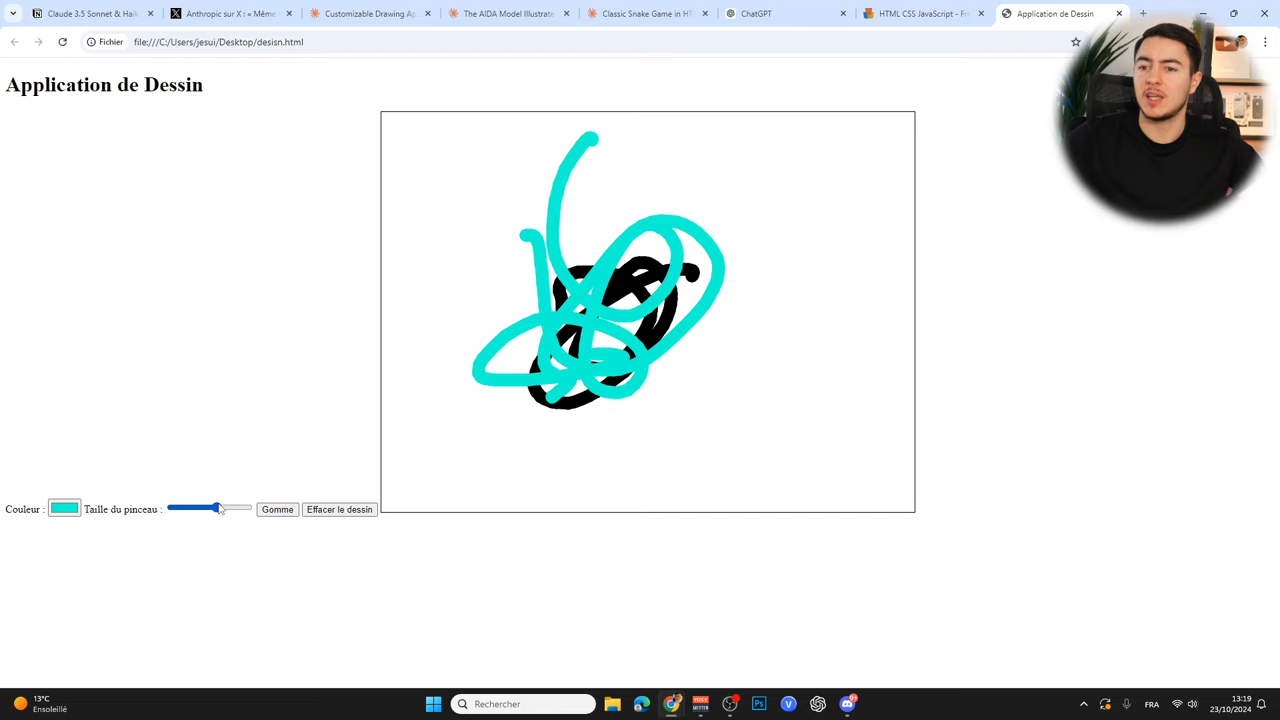 Claude 3.5 Sonnet & Haik
Anthropic sur X : « Même
Customizable Drawing Ap
The AIDA Model Illustrate
Classic Snake Game in HT
ChatGPT
HTML CSS JavaScript - Fr
Application de Dessin
Fichier
file:///C:/Users/jesui/Desktop/desisn.html
Application de Dessin
Couleur :
Taille du pinceau :
Gomme
Effacer le dessin
13°C
Ensoleillé
Rechercher
FRA
13:19
23/10/2024